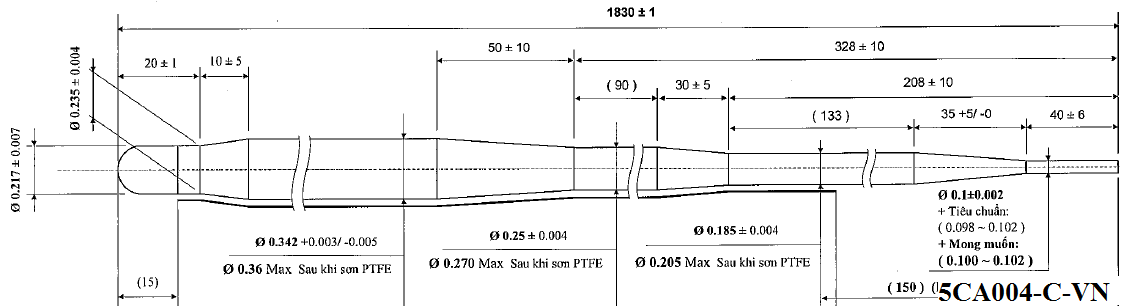 1830 ± 1
50 ± 10
328 ± 10
20 ± 1
10 ± 5
( 90 )
30 ± 5
208 ± 10
Ø 0.235 ± 0.004
( 133 )
35 +5/ -0
40 ± 6
Ø 0.217 ± 0.007
Ø 0.1±0.002
+ Tiêu chuẩn:
( 0.098 ~ 0.102 )
+ Mong muốn:
( 0.100 ~ 0.102 )
Ø 0.342 +0.003/ -0.005
Ø 0.25 ± 0.004
Ø 0.185 ± 0.004
Ø 0.36 Max Sau khi sơn PTFE
Ø 0.270 Max Sau khi sơn PTFE
Ø 0.205 Max Sau khi sơn PTFE
(15)
( 150 )
5CA004-C-VN